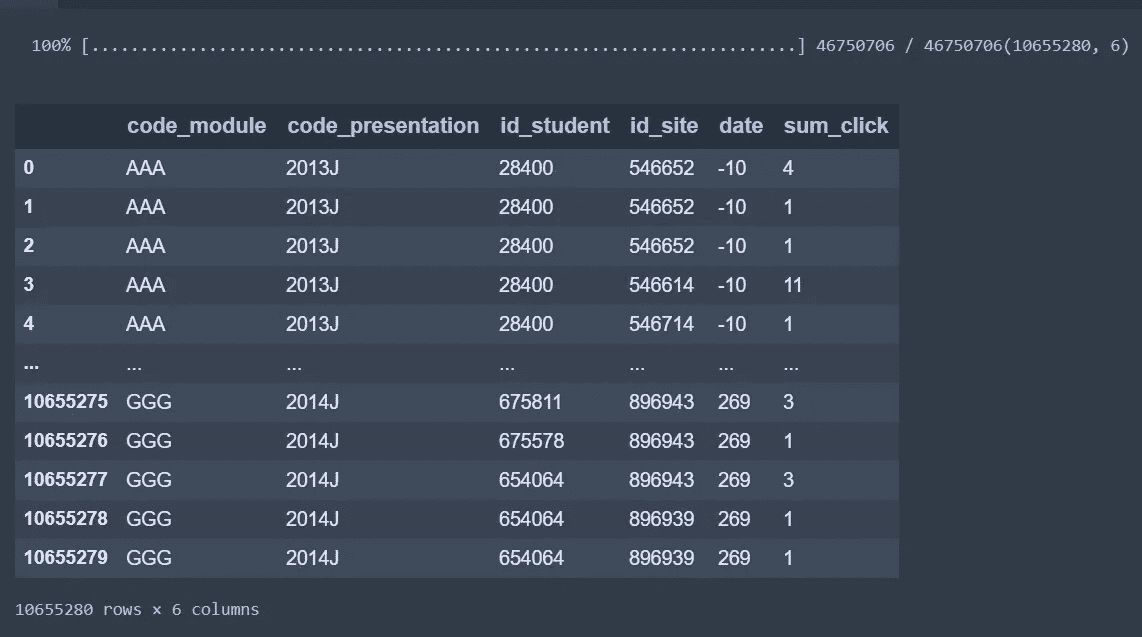 100% [........................................................................] 46750706 / 46750706(10655280, 6)
code_module code_presentation id_student id_site date sum_click
0 AAA 2013J 28400 546652 -10 4
1 AAA 2013J 28400 546652 -10 1
2 AAA 2013J 28400 546652 -10 1
3 AAA 2013J 28400 546614 -10 11
4 AAA 2013J 28400 546714 -10 1
... ... ... ... ... ... ...
10655275 GGG 2014J 675811 896943 269 3
10655276 GGG 2014J 675578 896943 269 1
10655277 GGG 2014J 654064 896943 269 3
10655278 GGG 2014J 654064 896939 269 1
10655279 GGG 2014J 654064 896939 269 1
10655280 rows × 6 columns